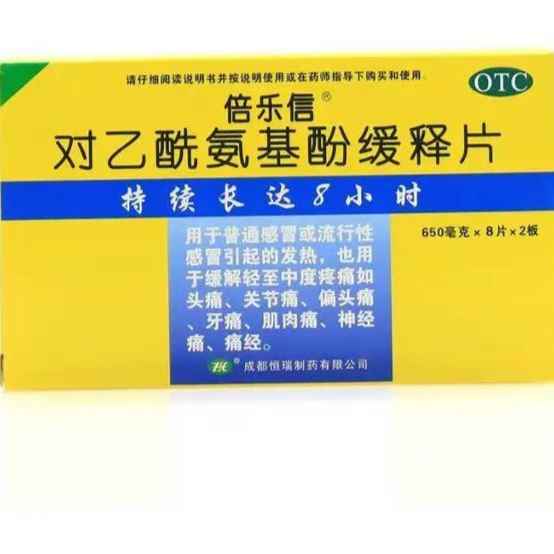 请仔细阅读说明书并按说明使用或在药师指导下购买和使用.
OTC
倍乐信®
对乙酰氨基酚缓释片
持续长达8小时
650毫克×8片×2板
用于普通感冒或流行性
感冒引起的发热，也用
于缓解轻至中度疼痛如
头痛、关节痛、偏头痛
、牙痛、肌肉痛、神经
痛、痛经。
® 成都恒瑞制药有限公司